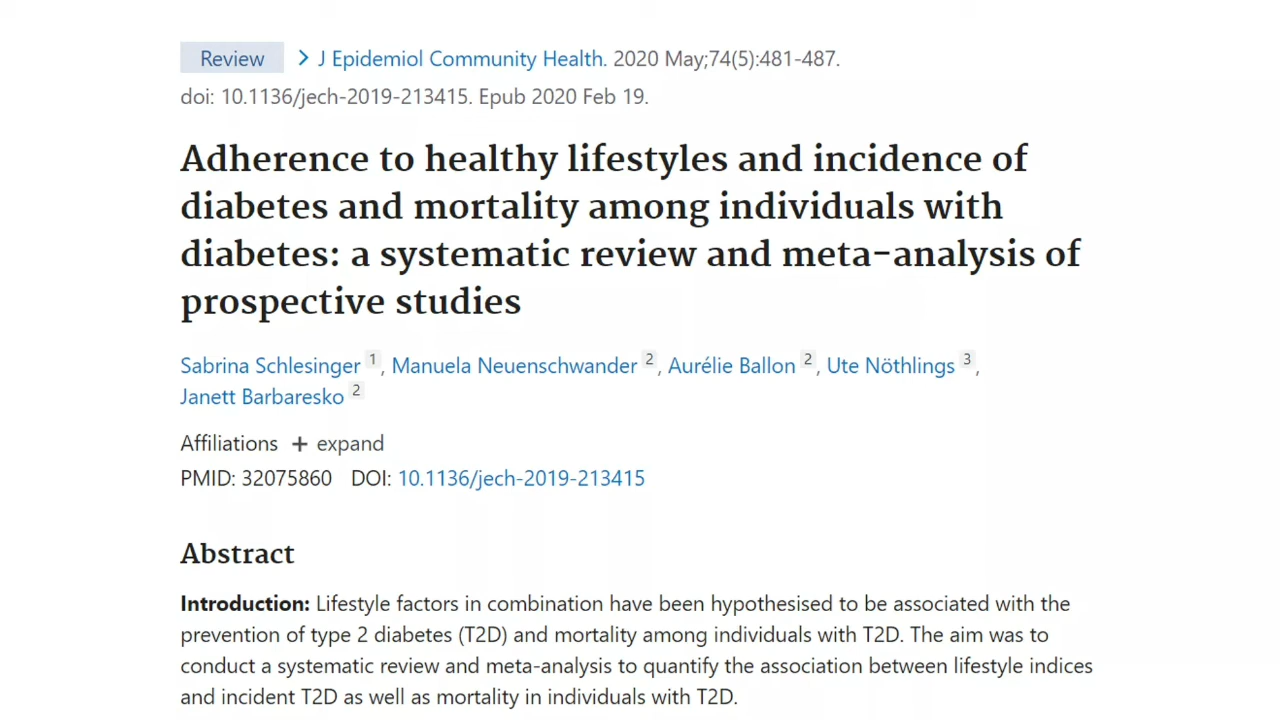 Review > J Epidemiol Community Health. 2020 May;74(5):481-487.
doi: 10.1136/jech-2019-213415. Epub 2020 Feb 19.
Adherence to healthy lifestyles and incidence of
diabetes and mortality among individuals with
diabetes: a systematic review and meta-analysis of
prospective studies
Sabrina Schlesinger 1, Manuela Neuenschwander 2, Aurélie Ballon 2, Ute Nöthlings 3,
Janett Barbaresko 2
Affiliations + expand
PMID: 32075860 DOI: 10.1136/jech-2019-213415
Abstract
Introduction: Lifestyle factors in combination have been hypothesised to be associated with the
prevention of type 2 diabetes (T2D) and mortality among individuals with T2D. The aim was to
conduct a systematic review and meta-analysis to quantify the association between lifestyle indices
and incident T2D as well as mortality in individuals with T2D.